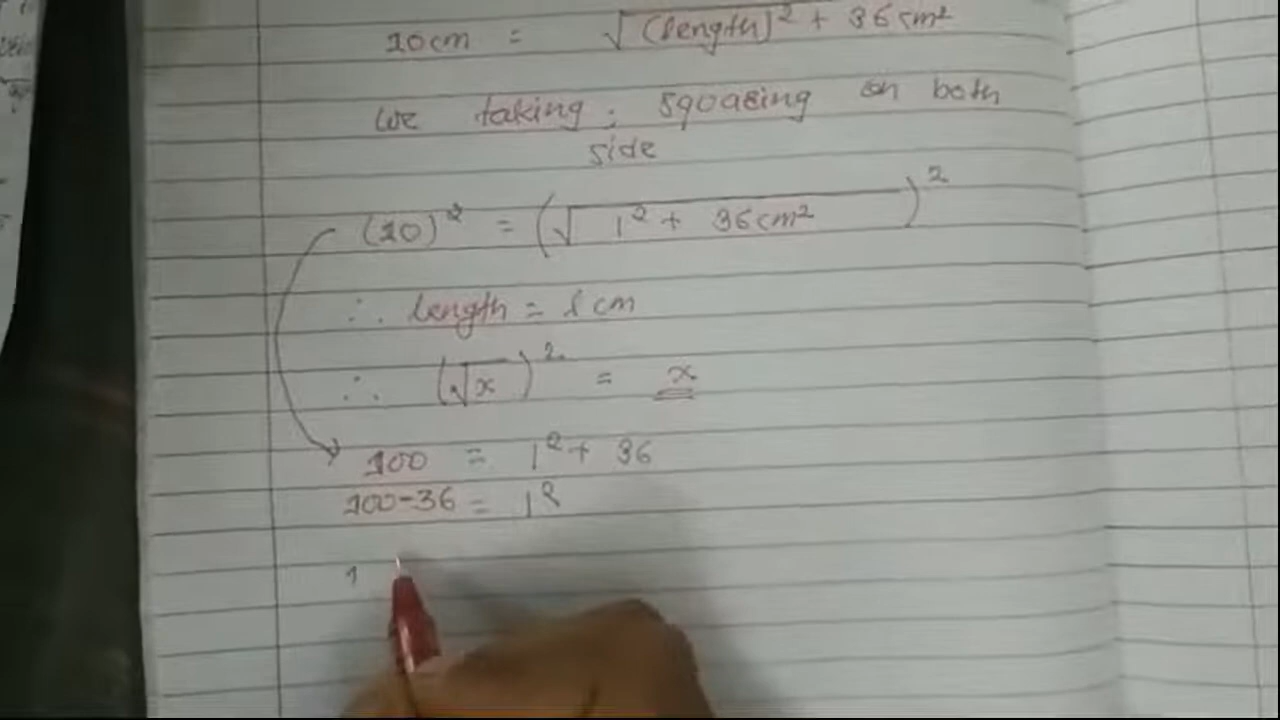 10cm = √(length)² + 36cm²
we taking squaring on both
side
(10)² = (√ l² + 36cm² )²
∴ length = l cm
∴ (√x)² = x
100 = l² + 36
100-36 = l²
1